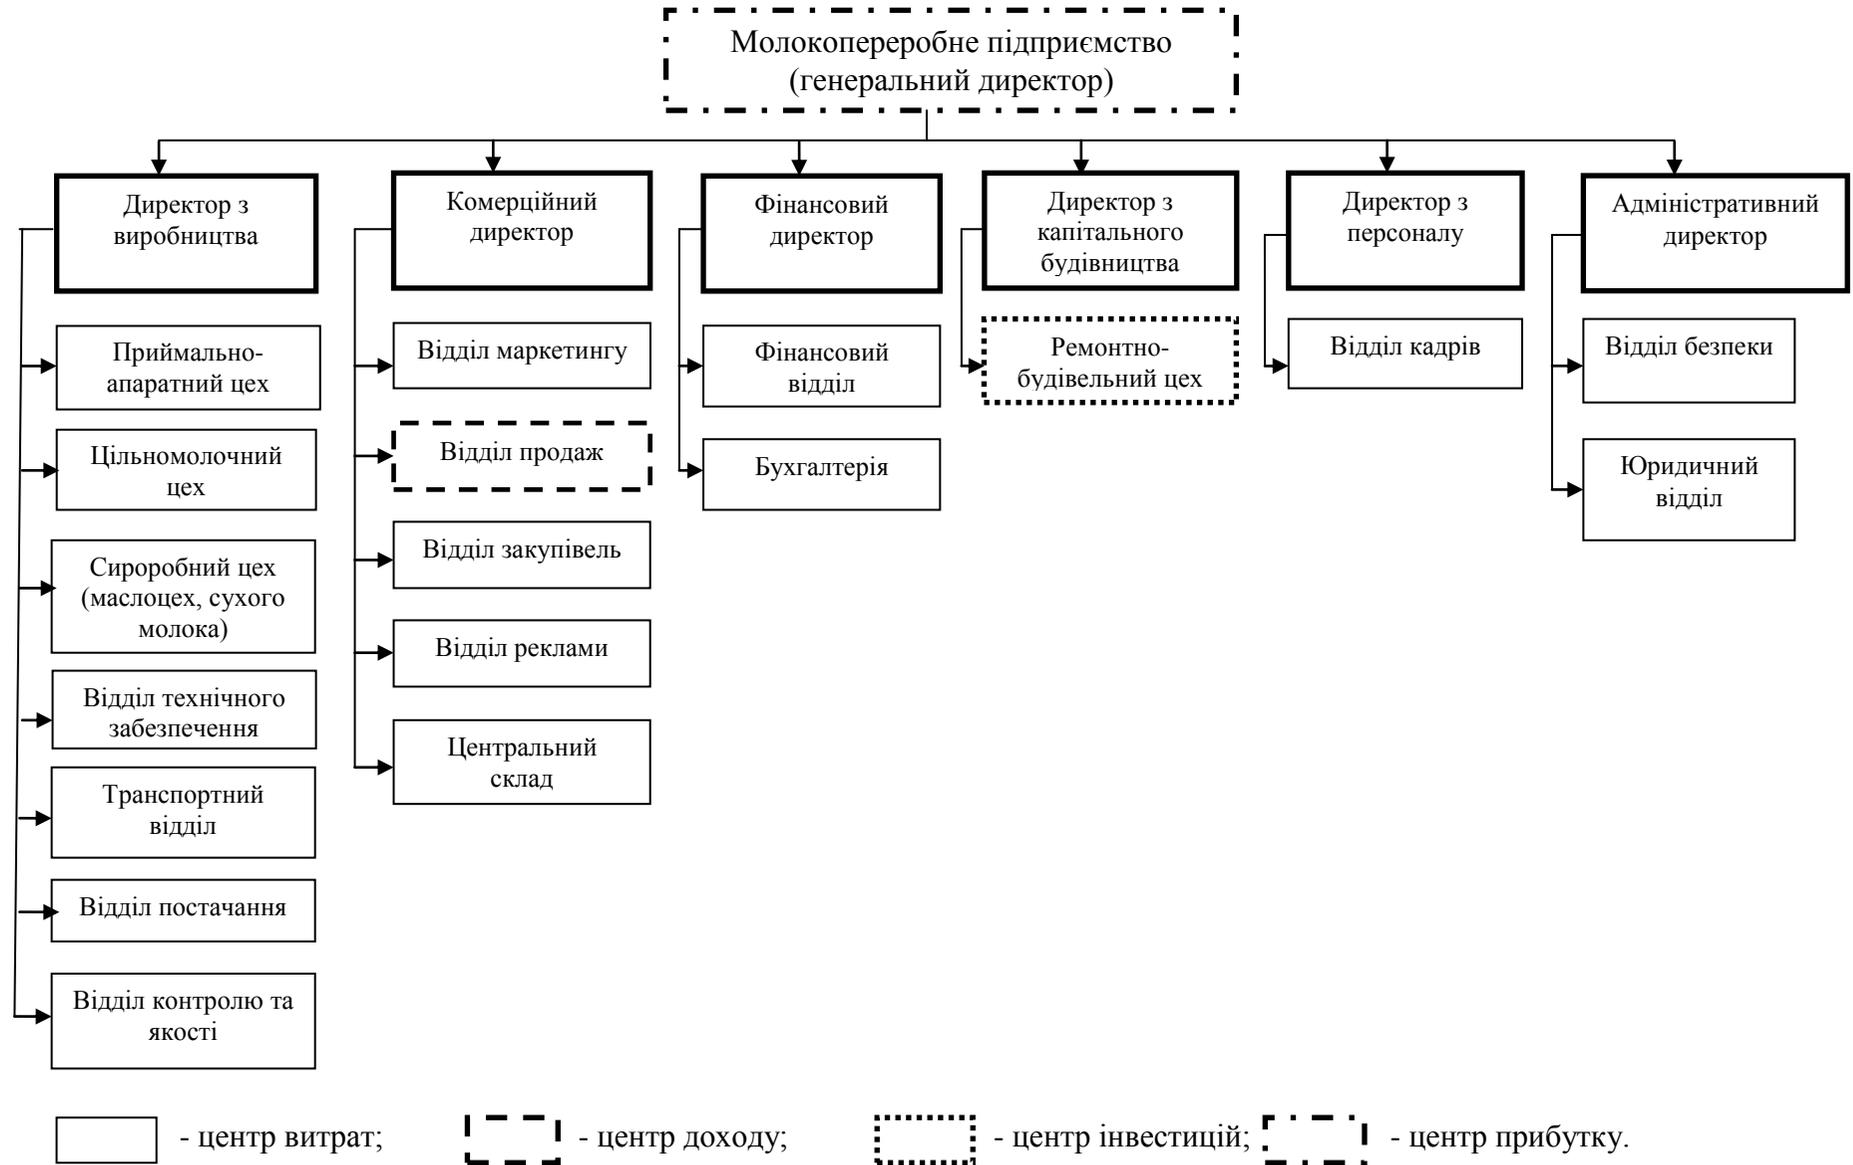 Молокопереробне підприємство
(генеральний директор)
Директор з
виробництва
Комерційний
директор
Фінансовий
директор
Директор з
капітального
будівництва
Директор з
персоналу
Адміністративний
директор
Приймально-
апаратний цех
Цільномолочний
цех
Сироробний цех
(маслоцех, сухого
молока)
Відділ технічного
забезпечення
Транспортний
відділ
Відділ постачання
Відділ контролю та
якості
Відділ маркетингу
Відділ продаж
Відділ закупівель
Відділ реклами
Центральний
склад
Фінансовий
відділ
Бухгалтерія
Ремонтно-
будівельний цех
Відділ кадрів
Відділ безпеки
Юридичний
відділ
- центр витрат;
- центр доходу;
- центр інвестицій;
- центр прибутку.